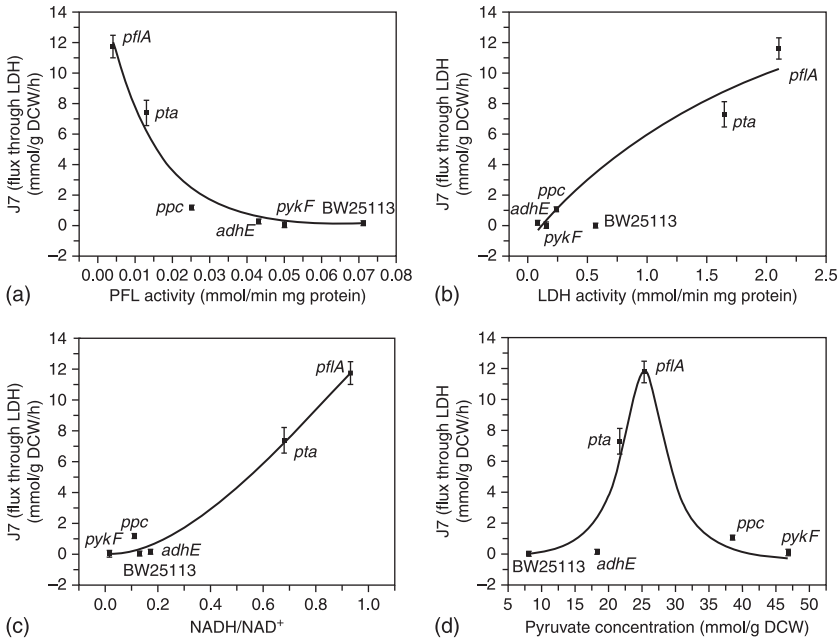 14
12
10
8
6
4
2
0
−2
J7 (flux through LDH)
(mmol/g DCW/h)
pflA
pta
ppc
adhE
pykF
BW25113
0.00 0.01 0.02 0.03 0.04 0.05 0.06 0.07 0.08
(a)
PFL activity (mmol/min mg protein)
14
12
10
8
6
4
2
0
−2
J7 (flux through LDH)
(mmol/g DCW/h)
pflA
pta
ppc
adhE
pykF
BW25113
0.0 0.5 1.0 1.5 2.0 2.5
(b)
LDH activity (mmol/min mg protein)
14
12
10
8
6
4
2
0
−2
J7 (flux through LDH)
(mmol/g DCW/h)
pflA
pta
ppc
pykF
adhE
BW25113
0.0 0.2 0.4 0.6 0.8 1.0
(c)
NADH/NAD+
14
12
10
8
6
4
2
0
−2
J7 (flux through LDH)
(mmol/g DCW/h)
pflA
pta
ppc
pykF
BW25113
adhE
5 10 15 20 25 30 35 40 45 50
(d)
Pyruvate concentration (mmol/g DCW)